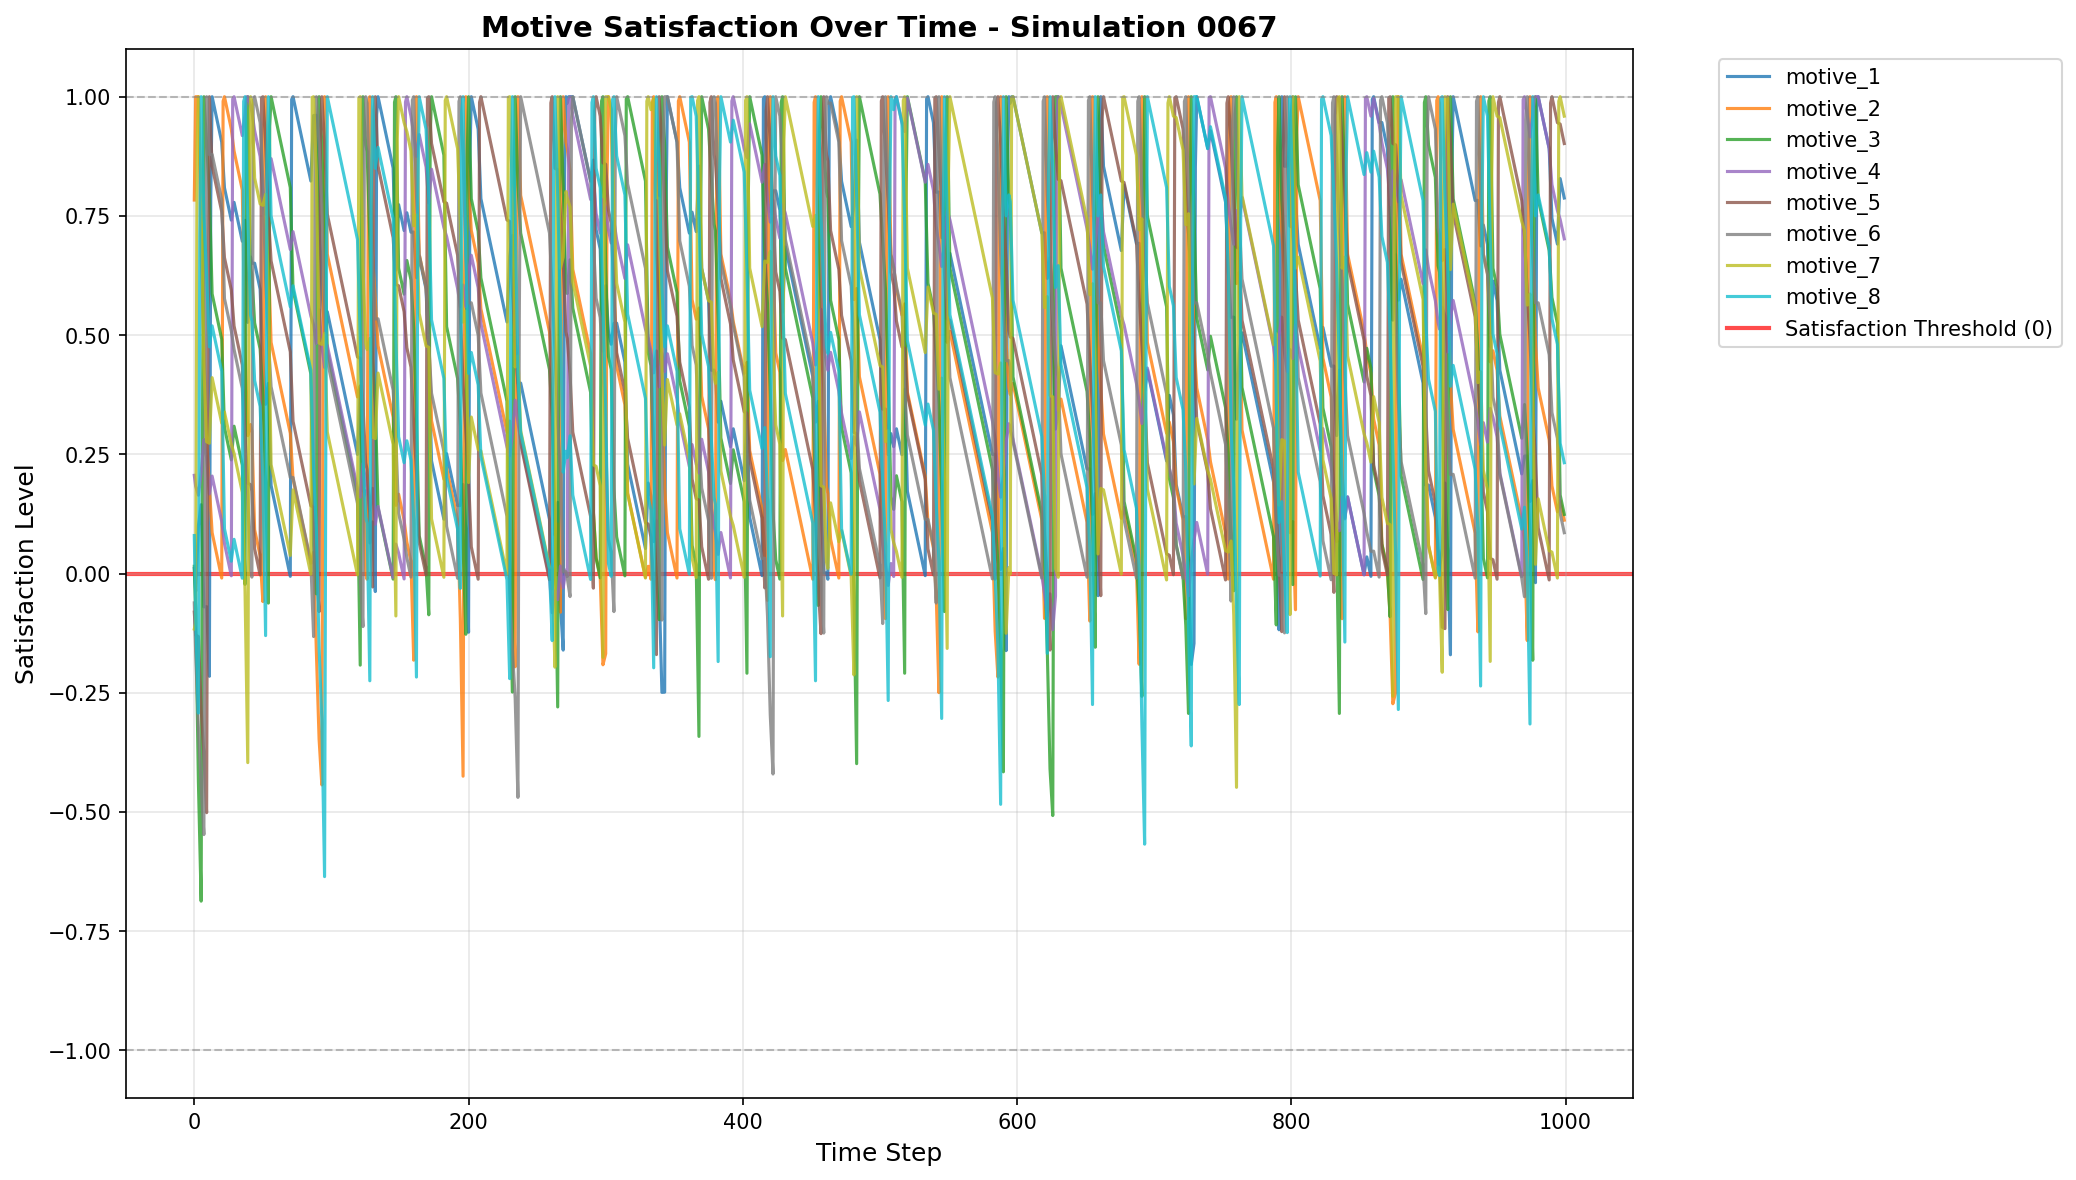 Motive Satisfaction Over Time - Simulation 0067
1.00
0.75
0.50
0.25
0.00
−0.25
−0.50
−0.75
−1.00
Satisfaction Level
0
200
400
600
800
1000
Time Step
motive_1
motive_2
motive_3
motive_4
motive_5
motive_6
motive_7
motive_8
Satisfaction Threshold (0)